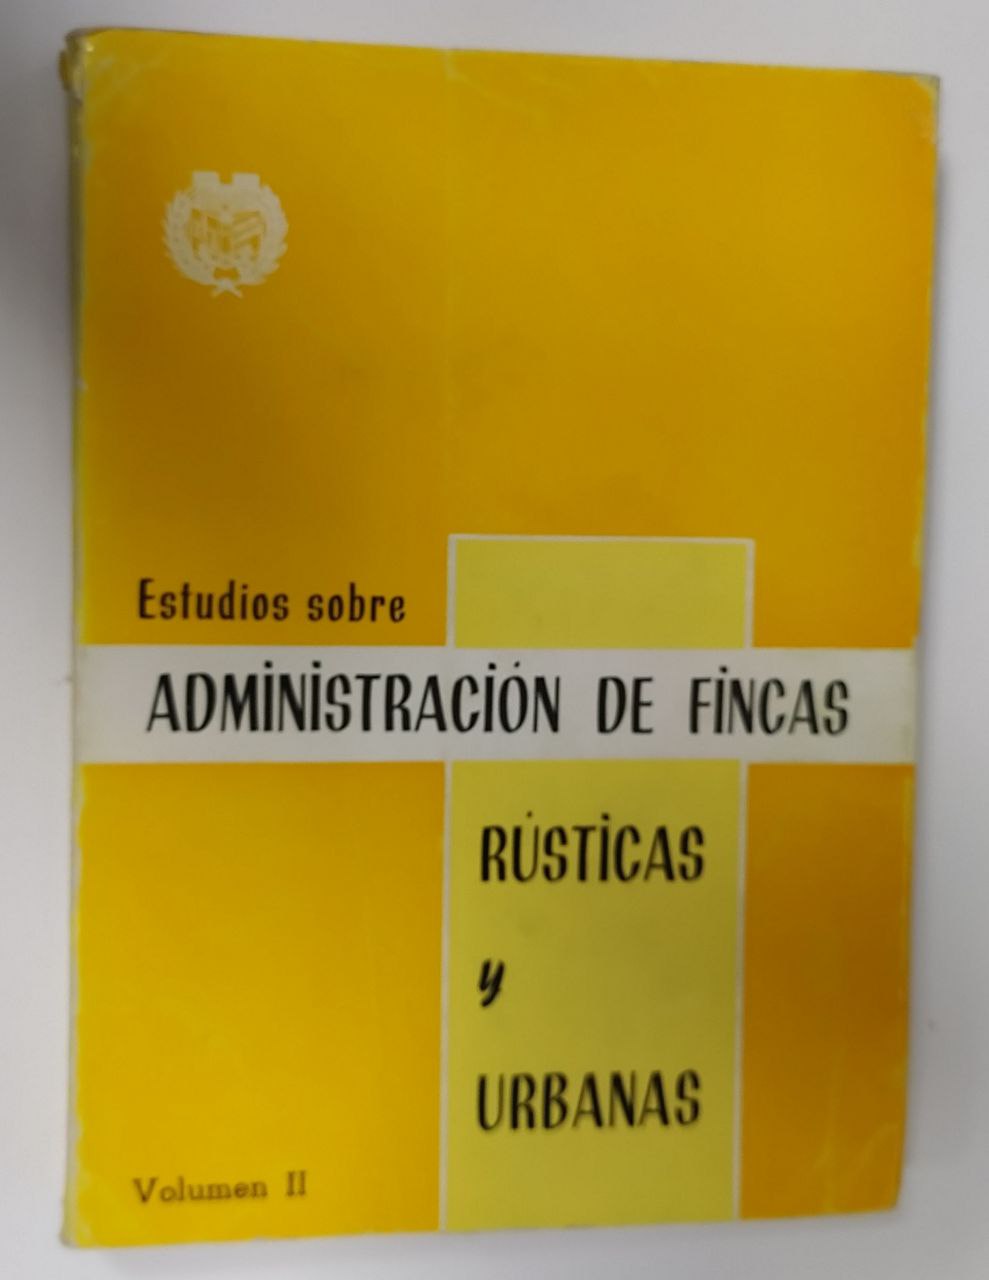 Estudios sobre
ADMINISTRACIÓN DE FINCAS
RÚSTICAS
y
URBANAS
Volumen II